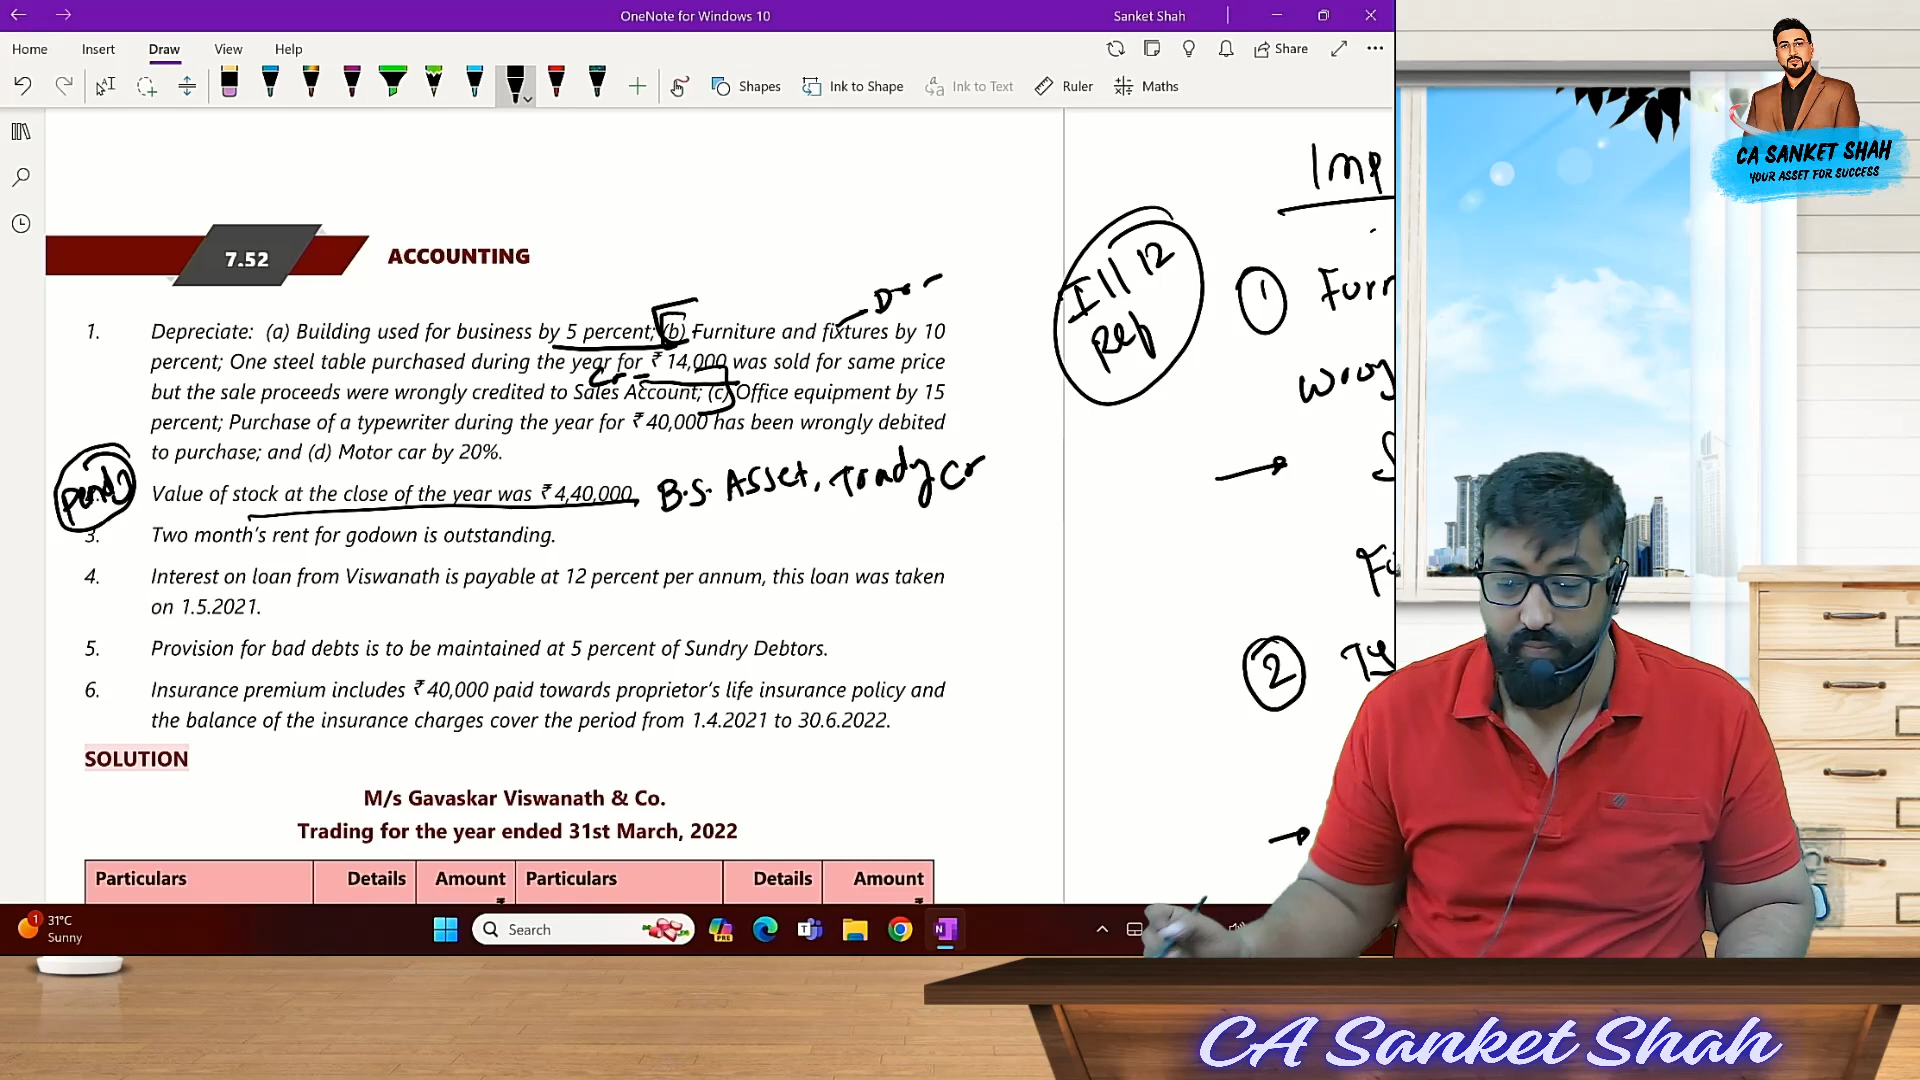 OneNote for Windows 10
Sanket Shah
Home Insert Draw View Help
Share
Shapes Ink to Shape Ink to Text Ruler Maths
7.52 ACCOUNTING
1. Depreciate: (a) Building used for business by 5 percent; (b) Furniture and fixtures by 10
percent; One steel table purchased during the year for ₹ 14,000 was sold for same price
but the sale proceeds were wrongly credited to Sales Account; (c) Office equipment by 15
percent; Purchase of a typewriter during the year for ₹ 40,000 has been wrongly debited
to purchase; and (d) Motor car by 20%.
Value of stock at the close of the year was ₹ 4,40,000 B.S. Asset, Trady Cr
3. Two month's rent for godown is outstanding.
4. Interest on loan from Viswanath is payable at 12 percent per annum, this loan was taken
on 1.5.2021.
5. Provision for bad debts is to be maintained at 5 percent of Sundry Debtors.
6. Insurance premium includes ₹ 40,000 paid towards proprietor's life insurance policy and
the balance of the insurance charges cover the period from 1.4.2021 to 30.6.2022.
SOLUTION
M/s Gavaskar Viswanath & Co.
Trading for the year ended 31st March, 2022
Particulars Details Amount Particulars Details Amount
₹ ₹
Imp
Ill 12
Rep
1 Furn
wrong
2
31°C
Sunny
1
Search
CA SANKET SHAH
YOUR ASSET FOR SUCCESS
CA Sanket Shah